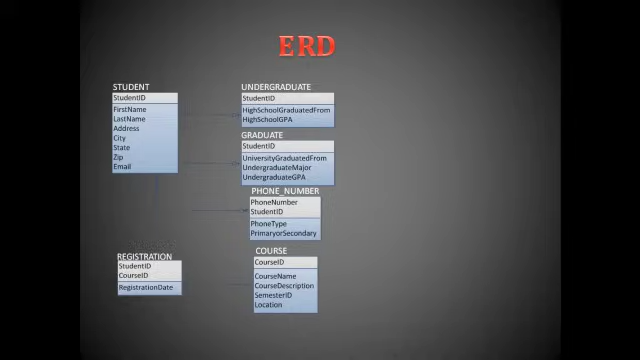 ERD
STUDENT
StudentID
FirstName
LastName
Address
City
State
Zip
Email
UNDERGRADUATE
StudentID
HighSchoolGraduatedFrom
HighSchoolGPA
GRADUATE
StudentID
UniversityGraduatedFrom
UndergraduateMajor
UndergraduateGPA
PHONE_NUMBER
PhoneNumber
StudentID
PhoneType
PrimaryorSecondary
REGISTRATION
StudentID
CourseID
RegistrationDate
COURSE
CourseID
CourseName
CourseDescription
SemesterID
Location